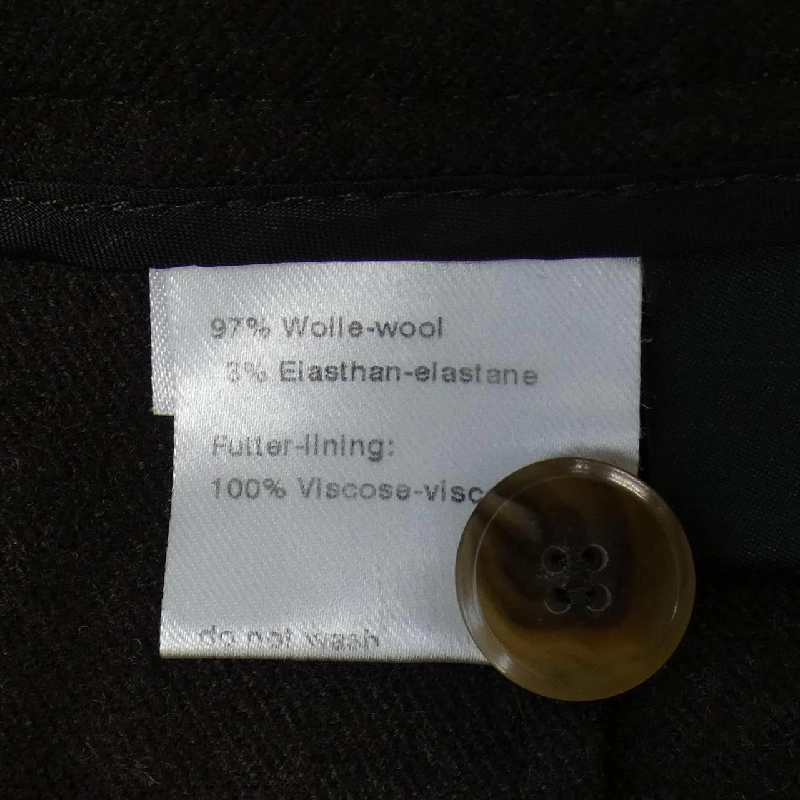 97% Wolle-wool
3% Elasthan-elastane
Futter-lining:
100% Viscose-visc
do not wash